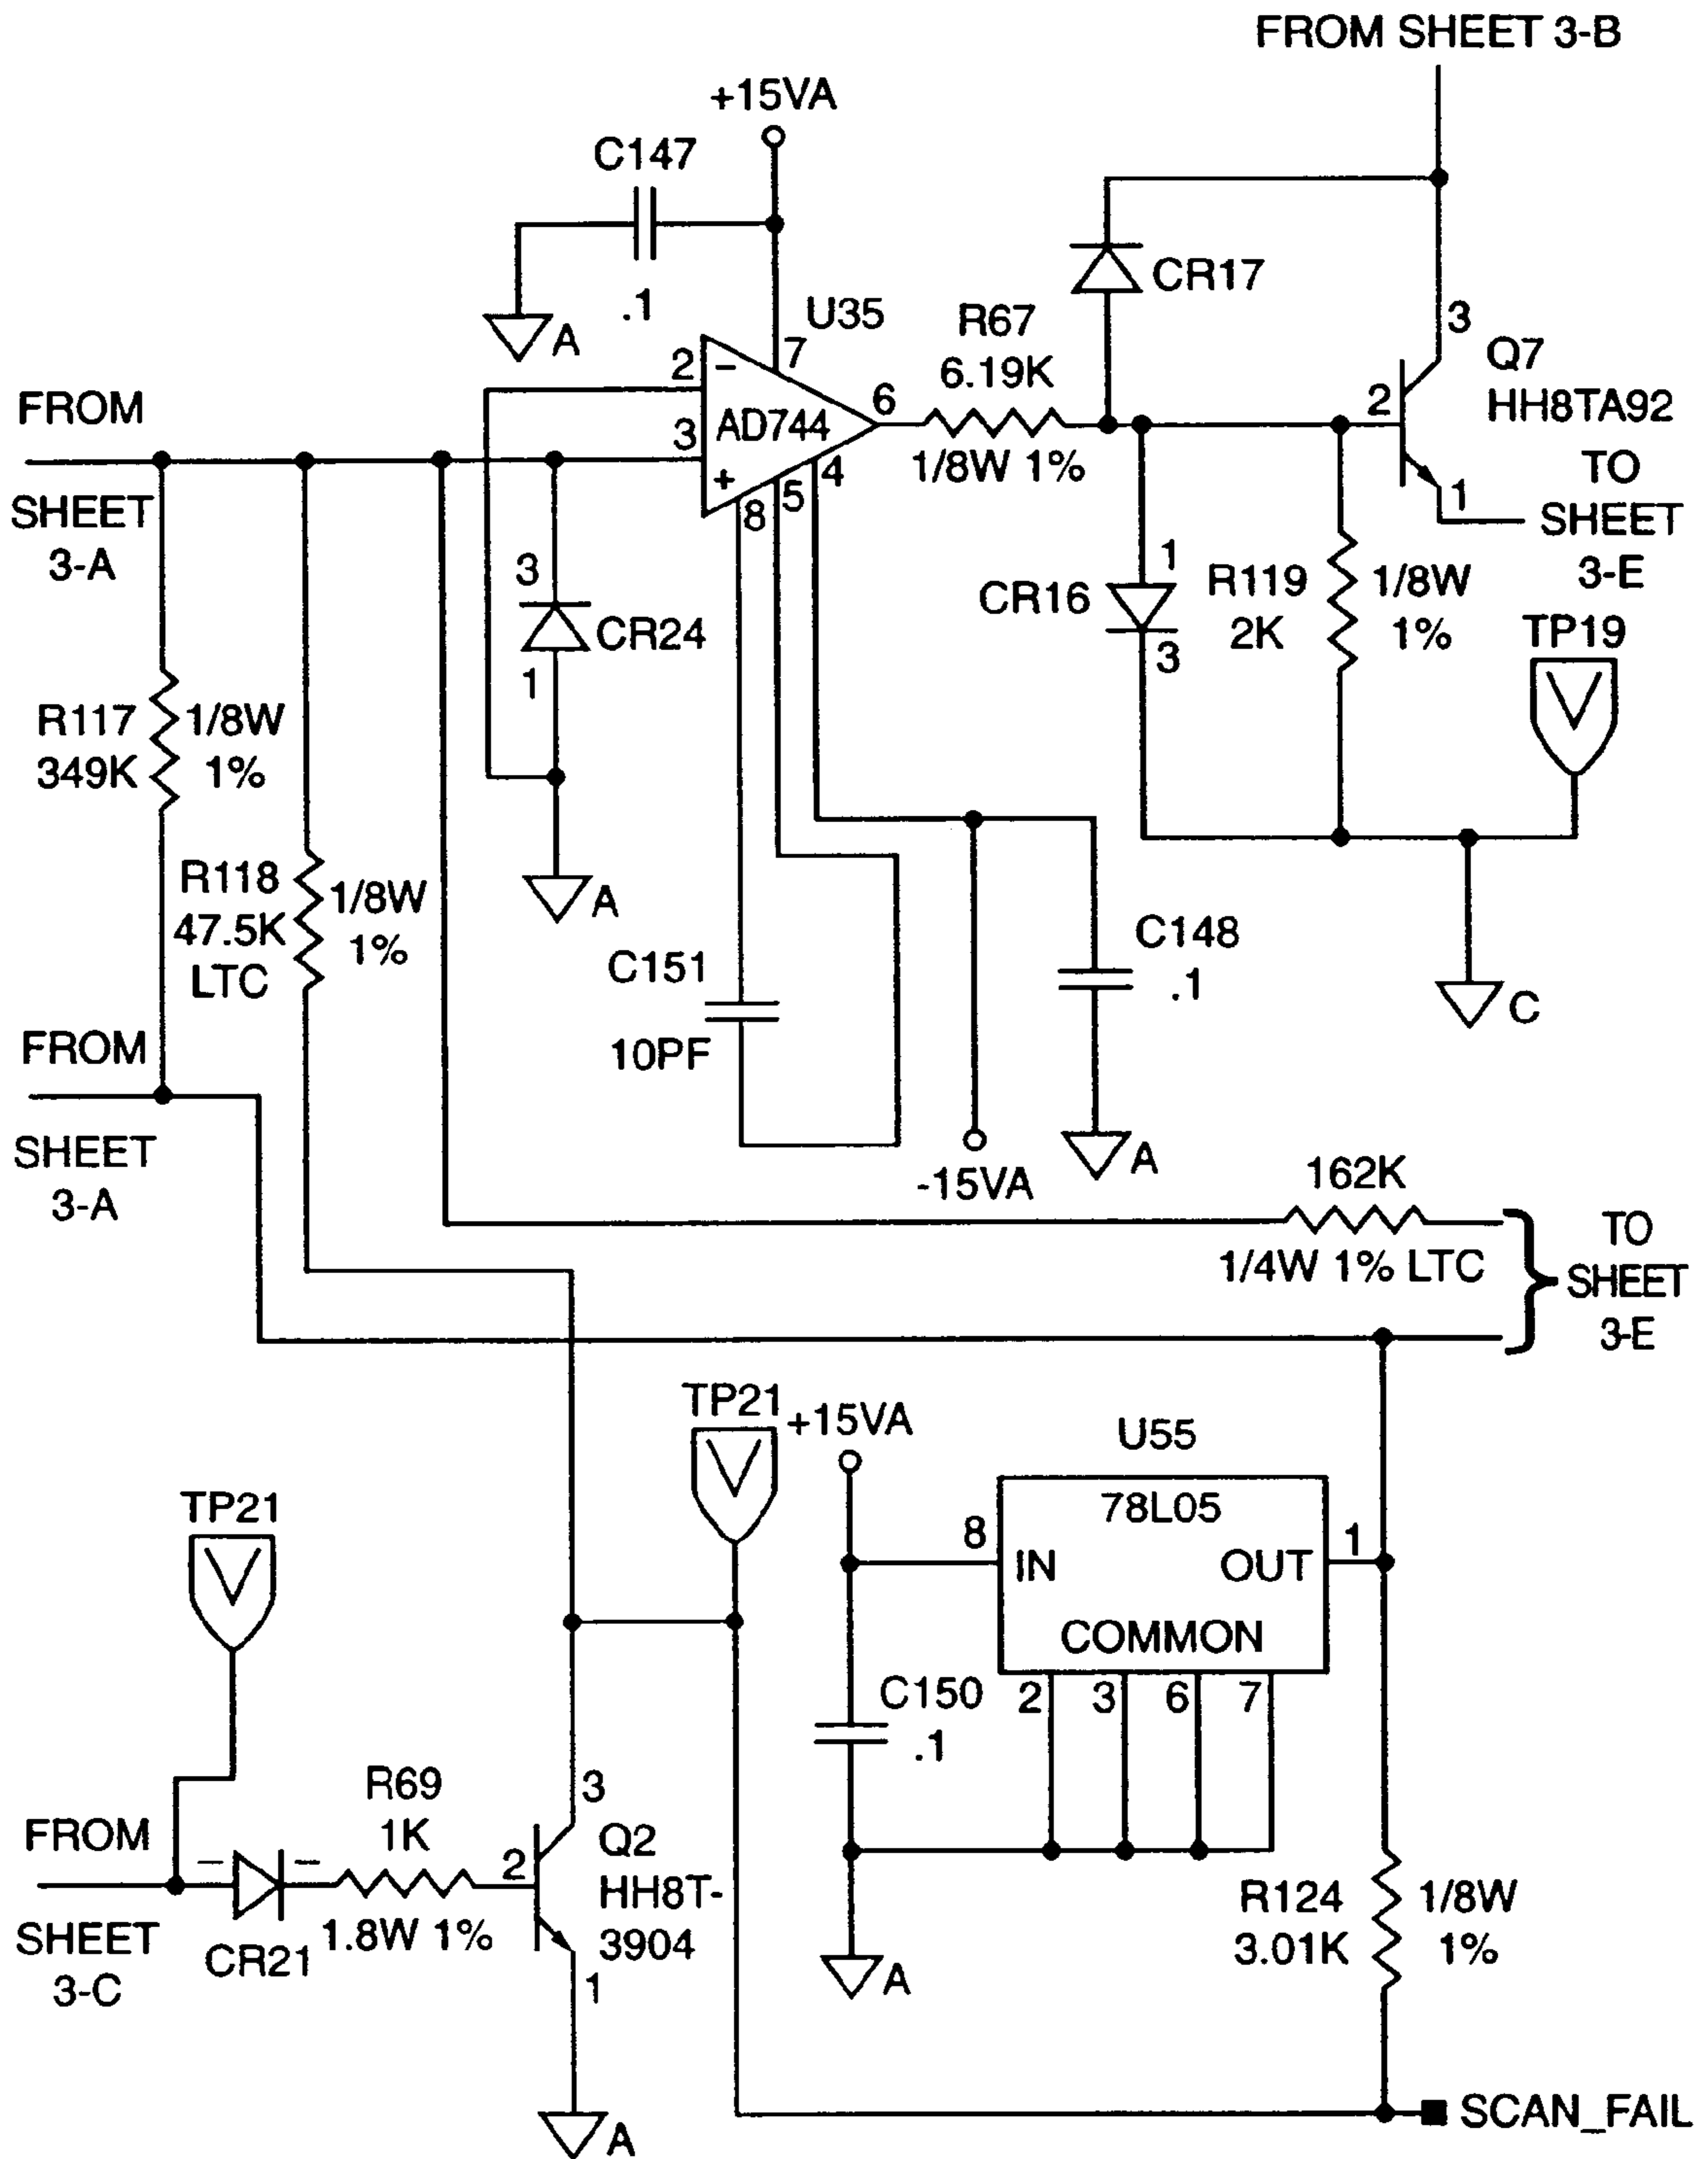 FROM SHEET 3-B
+15VA
C147
.1
A
U35
7
2
−
AD744
3
+
8
5
4
6
R67
6.19K
1/8W 1%
CR17
3
Q7
HH8TA92
2
1
TO
SHEET
3-E
FROM
SHEET
3-A
3
CR24
1
A
1
CR16
3
R119
2K
1/8W
1%
TP19
R117
349K
1/8W
1%
R118
47.5K
LTC
1/8W
1%
C151
10PF
C148
.1
C
FROM
SHEET
3-A
-15VA
A
162K
1/4W 1% LTC
TO
SHEET
3-E
TP21
TP21
+15VA
U55
78L05
8
IN
OUT
1
COMMON
2
3
6
7
C150
.1
A
FROM
SHEET
3-C
CR21
R69
1K
1.8W 1%
2
3
Q2
HH8T-
3904
1
A
R124
3.01K
1/8W
1%
SCAN_FAIL